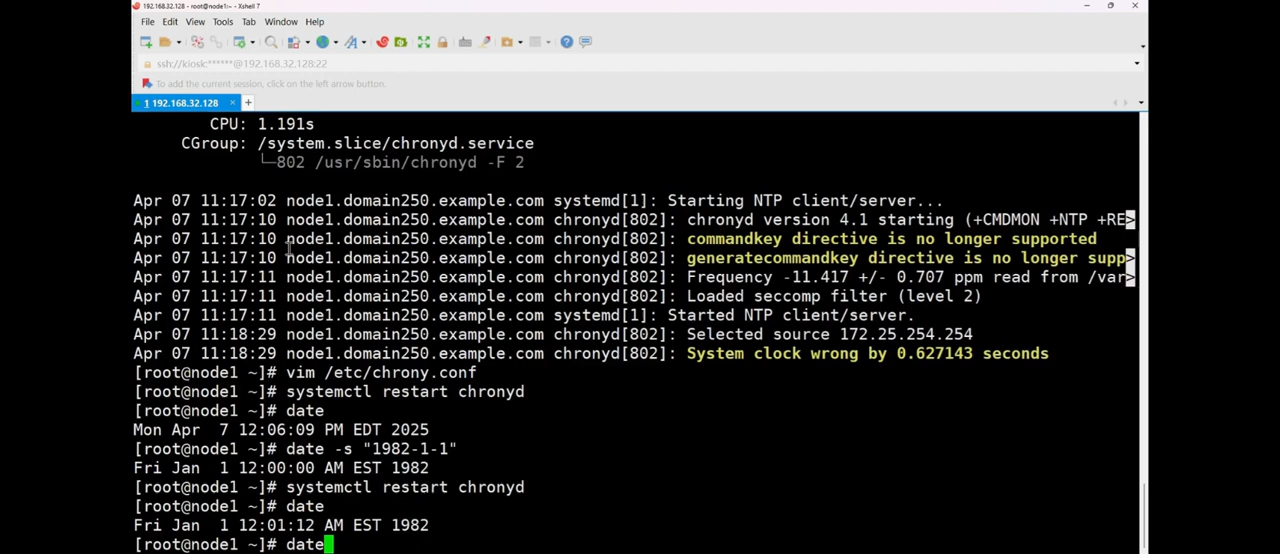 192.168.32.128 - root@node1:~ - Xshell 7
File Edit View Tools Tab Window Help
ssh://kiosk:******@192.168.32.128:22
To add the current session, click on the left arrow button.
1 192.168.32.128 × +
CPU: 1.191s
CGroup: /system.slice/chronyd.service
└─802 /usr/sbin/chronyd -F 2
Apr 07 11:17:02 node1.domain250.example.com systemd[1]: Starting NTP client/server...
Apr 07 11:17:10 node1.domain250.example.com chronyd[802]: chronyd version 4.1 starting (+CMDMON +NTP +RE>
Apr 07 11:17:10 node1.domain250.example.com chronyd[802]: commandkey directive is no longer supported
Apr 07 11:17:10 node1.domain250.example.com chronyd[802]: generatecommandkey directive is no longer supp>
Apr 07 11:17:11 node1.domain250.example.com chronyd[802]: Frequency -11.417 +/- 0.707 ppm read from /var>
Apr 07 11:17:11 node1.domain250.example.com chronyd[802]: Loaded seccomp filter (level 2)
Apr 07 11:17:11 node1.domain250.example.com systemd[1]: Started NTP client/server.
Apr 07 11:18:29 node1.domain250.example.com chronyd[802]: Selected source 172.25.254.254
Apr 07 11:18:29 node1.domain250.example.com chronyd[802]: System clock wrong by 0.627143 seconds
[root@node1 ~]# vim /etc/chrony.conf
[root@node1 ~]# systemctl restart chronyd
[root@node1 ~]# date
Mon Apr  7 12:06:09 PM EDT 2025
[root@node1 ~]# date -s "1982-1-1"
Fri Jan  1 12:00:00 AM EST 1982
[root@node1 ~]# systemctl restart chronyd
[root@node1 ~]# date
Fri Jan  1 12:01:12 AM EST 1982
[root@node1 ~]# date